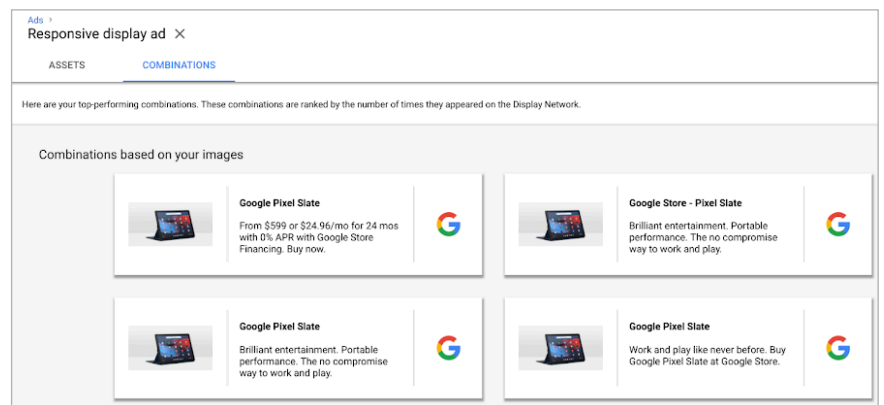 Ads >
Responsive display ad ✕
ASSETS
COMBINATIONS
Here are your top-performing combinations. These combinations are ranked by the number of times they appeared on the Display Network.
Combinations based on your images
Google Pixel Slate
From $599 or $24.96/mo for 24 mos
with 0% APR with Google Store
Financing. Buy now.
Google Store - Pixel Slate
Brilliant entertainment. Portable
performance. The no compromise
way to work and play.
Google Pixel Slate
Brilliant entertainment. Portable
performance. The no compromise
way to work and play.
Google Pixel Slate
Work and play like never before. Buy
Google Pixel Slate at Google Store.